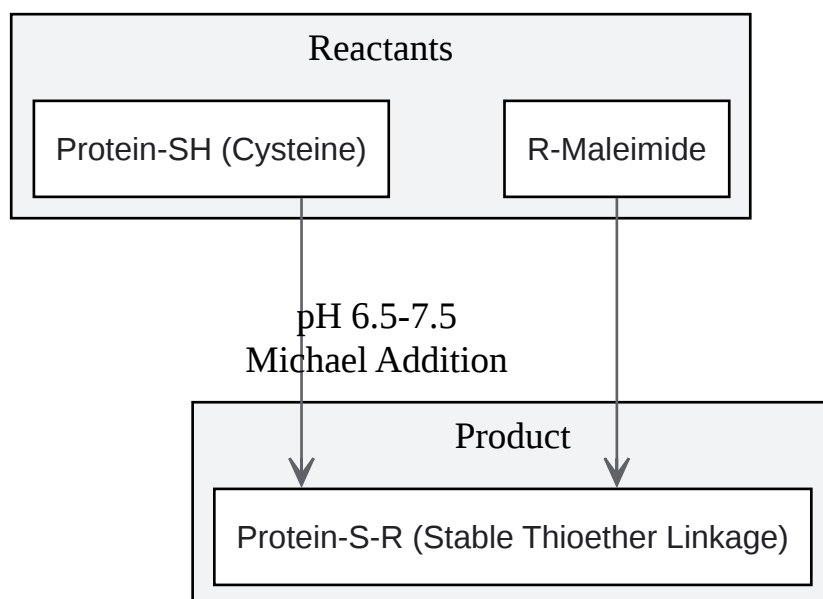 Reactants
Protein-SH (Cysteine)
R-Maleimide
pH 6.5-7.5
Michael Addition
Product
Protein-S-R (Stable Thioether Linkage)